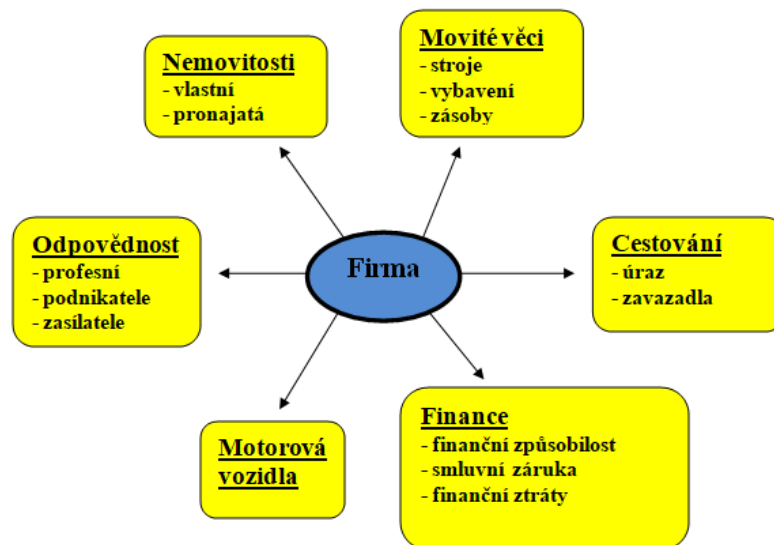 Nemovitosti
- vlastní
- pronajatá
Movité věci
- stroje
- vybavení
- zásoby
Odpovědnost
- profesní
- podnikatele
- zasílatele
Firma
Cestování
- úraz
- zavazadla
Motorová
vozidla
Finance
- finanční způsobilost
- smluvní záruka
- finanční ztráty